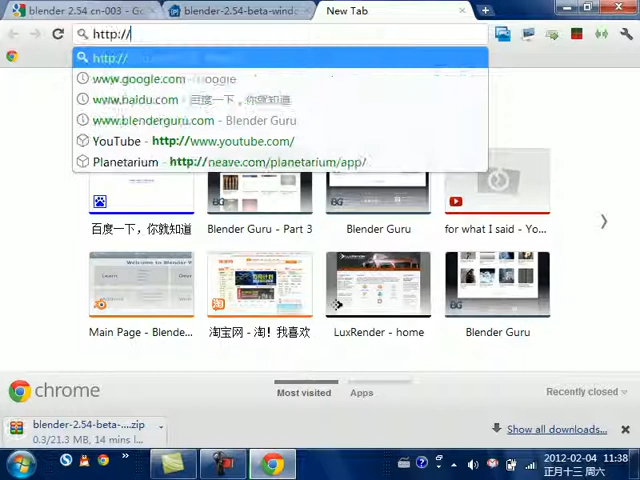 blender 2.54 cn-003 - Go
blender-2.54-beta-windo
New Tab
http://
http://
www.google.com - Google
www.baidu.com - 百度一下，你就知道
www.blenderguru.com - Blender Guru
YouTube - http://www.youtube.com/
Planetarium - http://neave.com/planetarium/app/
百度一下，你就知道
Blender Guru - Part 3
Blender Guru
for what I said - Yo...
Main Page - Blende...
淘宝网 - 淘！我喜欢
LuxRender - home
Blender Guru
chrome
Most visited
Apps
Recently closed
blender-2.54-beta-....zip
0.3/21.3 MB, 14 mins l...
Show all downloads...
2012-02-04
11:38
正月十三 周六